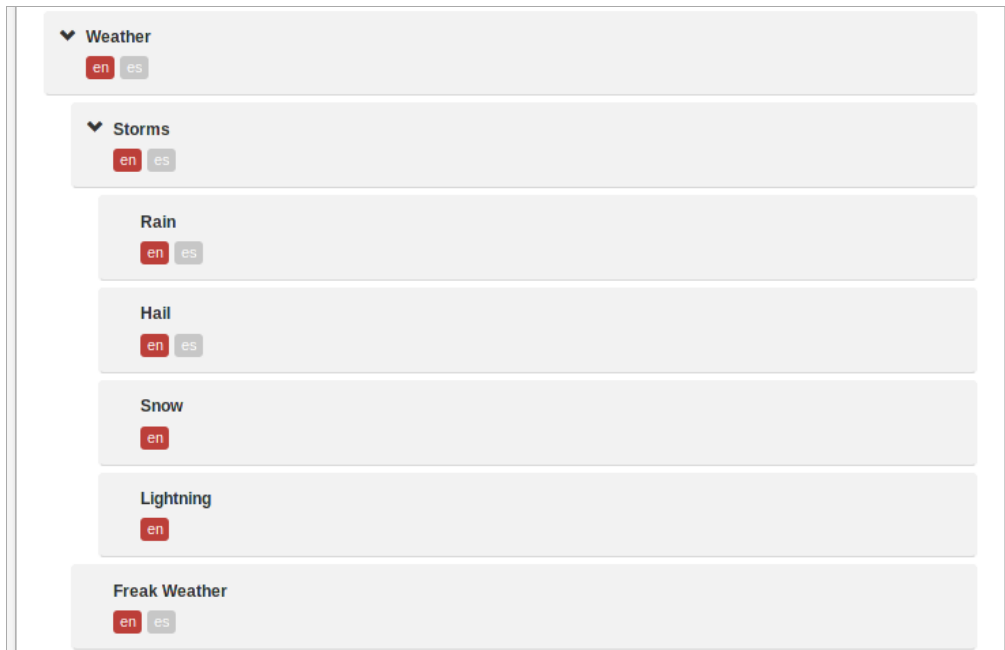 Weather
en es
Storms
en es
Rain
en es
Hail
en es
Snow
en
Lightning
en
Freak Weather
en es